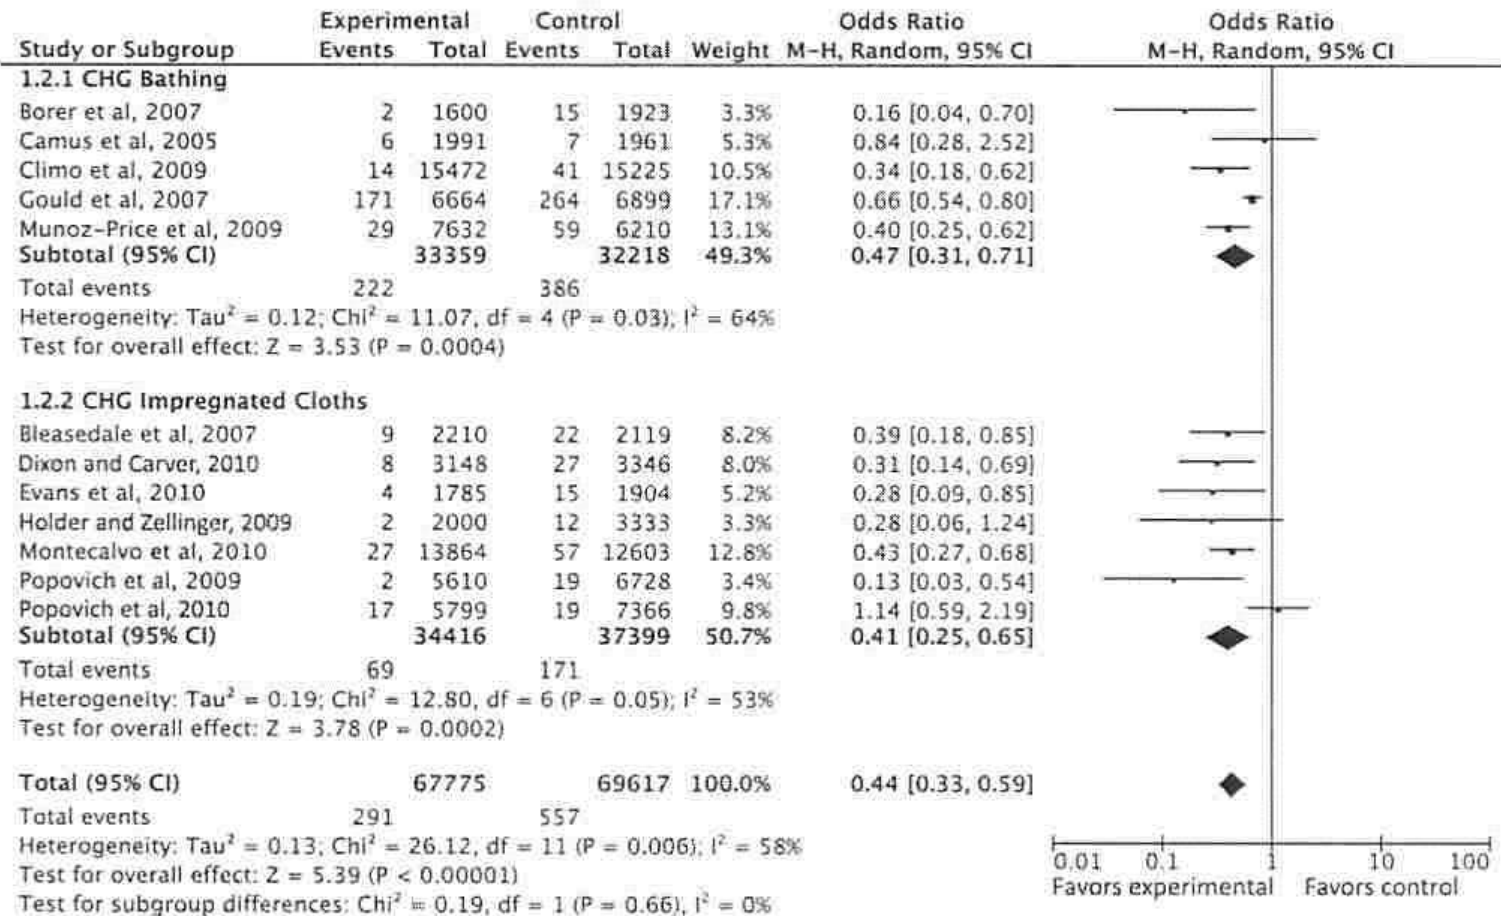 Experimental Control Odds Ratio Odds Ratio
Study or Subgroup Events Total Events Total Weight M-H, Random, 95% CI M-H, Random, 95% CI
1.2.1 CHG Bathing
Borer et al, 2007 2 1600 15 1923 3.3% 0.16 [0.04, 0.70]
Camus et al, 2005 6 1991 7 1961 5.3% 0.84 [0.28, 2.52]
Climo et al, 2009 14 15472 41 15225 10.5% 0.34 [0.18, 0.62]
Gould et al, 2007 171 6664 264 6899 17.1% 0.66 [0.54, 0.80]
Munoz-Price et al, 2009 29 7632 59 6210 13.1% 0.40 [0.25, 0.62]
Subtotal (95% CI) 33359 32218 49.3% 0.47 [0.31, 0.71]
Total events 222 386
Heterogeneity: Tau² = 0.12; Chi² = 11.07, df = 4 (P = 0.03); I² = 64%
Test for overall effect: Z = 3.53 (P = 0.0004)
1.2.2 CHG Impregnated Cloths
Bleasedale et al, 2007 9 2210 22 2119 8.2% 0.39 [0.18, 0.85]
Dixon and Carver, 2010 8 3148 27 3346 8.0% 0.31 [0.14, 0.69]
Evans et al, 2010 4 1785 15 1904 5.2% 0.28 [0.09, 0.85]
Holder and Zellinger, 2009 2 2000 12 3333 3.3% 0.28 [0.06, 1.24]
Montecalvo et al, 2010 27 13864 57 12603 12.8% 0.43 [0.27, 0.68]
Popovich et al, 2009 2 5610 19 6728 3.4% 0.13 [0.03, 0.54]
Popovich et al, 2010 17 5799 19 7366 9.8% 1.14 [0.59, 2.19]
Subtotal (95% CI) 34416 37399 50.7% 0.41 [0.25, 0.65]
Total events 69 171
Heterogeneity: Tau² = 0.19; Chi² = 12.80, df = 6 (P = 0.05); I² = 53%
Test for overall effect: Z = 3.78 (P = 0.0002)
Total (95% CI) 67775 69617 100.0% 0.44 [0.33, 0.59]
Total events 291 557
Heterogeneity: Tau² = 0.13; Chi² = 26.12, df = 11 (P = 0.006); I² = 58%
Test for overall effect: Z = 5.39 (P < 0.00001)
Test for subgroup differences: Chi² = 0.19, df = 1 (P = 0.66), I² = 0%
0.01 0.1 1 10 100
Favors experimental Favors control